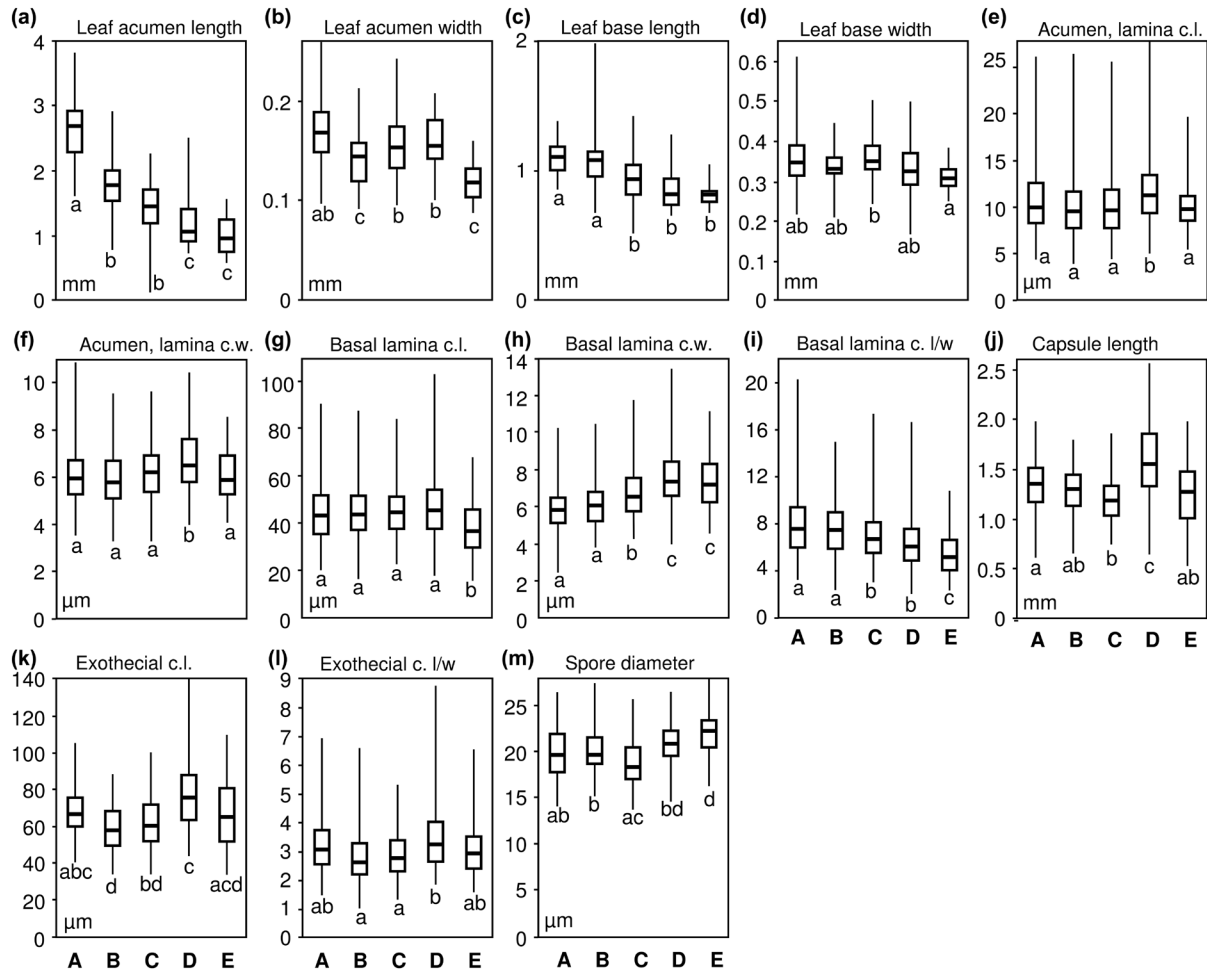 (a) Leaf acumen length
4
3
2
1
0
a
b
b
c
c
mm
(b) Leaf acumen width
0.2
0.1
0
ab
c
b
b
c
mm
(c) Leaf base length
2
1
0
a
a
b
b
b
mm
(d) Leaf base width
0.6
0.5
0.4
0.3
0.2
0.1
0
ab
ab
b
ab
a
mm
(e) Acumen, lamina c.l.
25
20
15
10
5
0
a
a
a
b
a
µm
(f) Acumen, lamina c.w.
10
8
6
4
2
0
a
a
a
b
a
µm
(g) Basal lamina c.l.
100
80
60
40
20
0
a
a
a
a
b
µm
(h) Basal lamina c.w.
14
12
10
8
6
4
2
0
a
a
b
c
c
µm
(i) Basal lamina c. l/w
20
16
12
8
4
0
a
a
b
b
c
A B C D E
(j) Capsule length
2.5
2.0
1.5
1.0
0.5
0
a
ab
b
c
ab
mm
A B C D E
(k) Exothecial c.l.
140
120
100
80
60
40
20
0
abc
d
bd
c
acd
µm
A B C D E
(l) Exothecial c. l/w
9
8
7
6
5
4
3
2
1
0
ab
a
a
b
ab
A B C D E
(m) Spore diameter
25
20
15
10
5
0
ab
b
ac
bd
d
µm
A B C D E